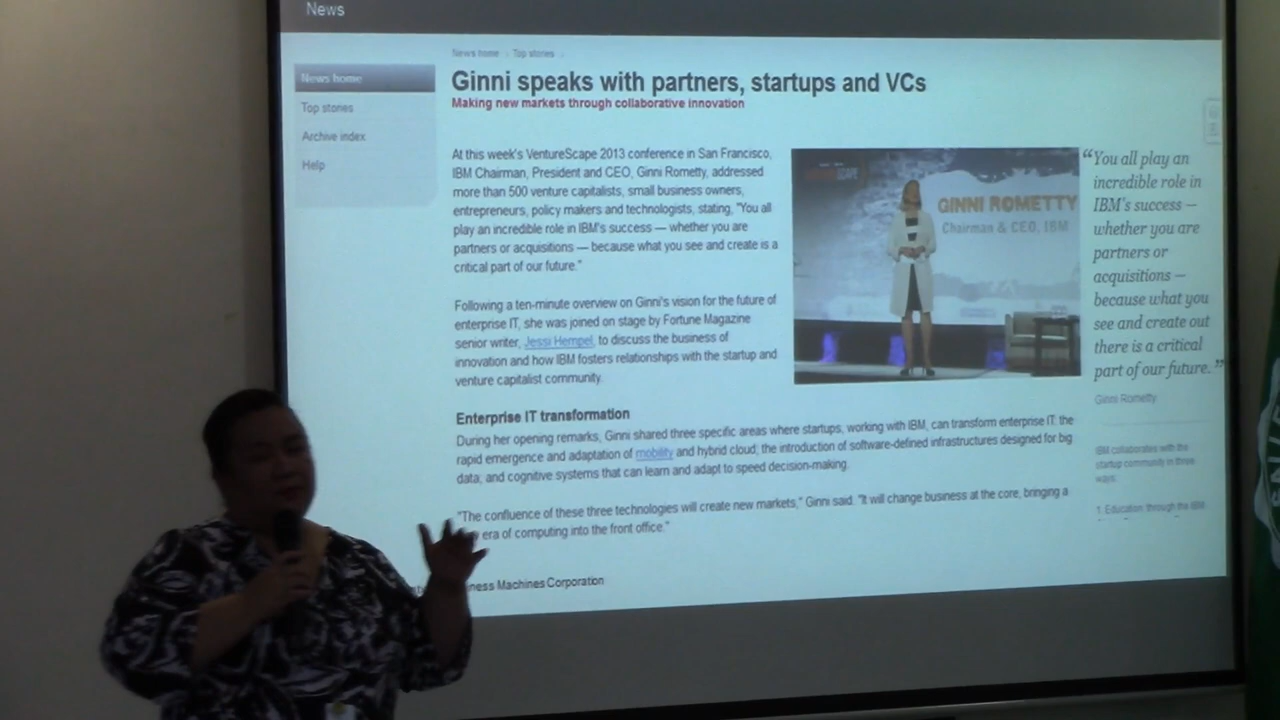 News
News home
Top stories
Archive index
Help
News home Top stories
Ginni speaks with partners, startups and VCs
Making new markets through collaborative innovation
At this week's VentureScape 2013 conference in San Francisco,
IBM Chairman, President and CEO, Ginni Rometty, addressed
more than 500 venture capitalists, small business owners,
entrepreneurs, policy makers and technologists, stating, "You all
play an incredible role in IBM's success — whether you are
partners or acquisitions — because what you see and create is a
critical part of our future."
Following a ten-minute overview on Ginni's vision for the future of
enterprise IT, she was joined on stage by Fortune Magazine
senior writer, Jessi Hempel, to discuss the business of
innovation and how IBM fosters relationships with the startup and
venture capitalist community.
GINNI ROMETTY
Chairman & CEO, IBM
“You all play an
incredible role in
IBM's success —
whether you are
partners or
acquisitions —
because what you
see and create out
there is a critical
part of our future.”
Ginni Rometty
Enterprise IT transformation
During her opening remarks, Ginni shared three specific areas where startups, working with IBM, can transform enterprise IT: the
rapid emergence and adaptation of mobility and hybrid cloud; the introduction of software-defined infrastructures designed for big
data; and cognitive systems that can learn and adapt to speed decision-making.
"The confluence of these three technologies will create new markets," Ginni said. "It will change business at the core, bringing a
era of computing into the front office."
IBM collaborates with the
startup community in three
ways.
1. Education: through the IBM
ness Machines Corporation